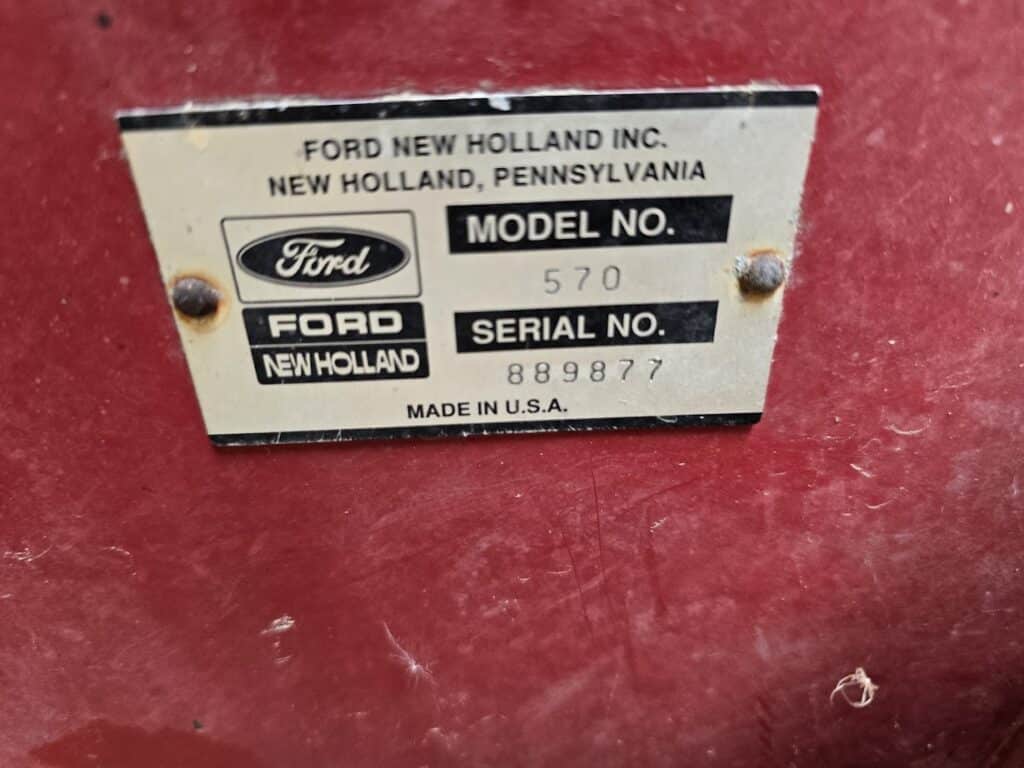 FORD NEW HOLLAND INC.
NEW HOLLAND, PENNSYLVANIA
Ford
FORD
NEW HOLLAND
MODEL NO.
570
SERIAL NO.
889877
MADE IN U.S.A.